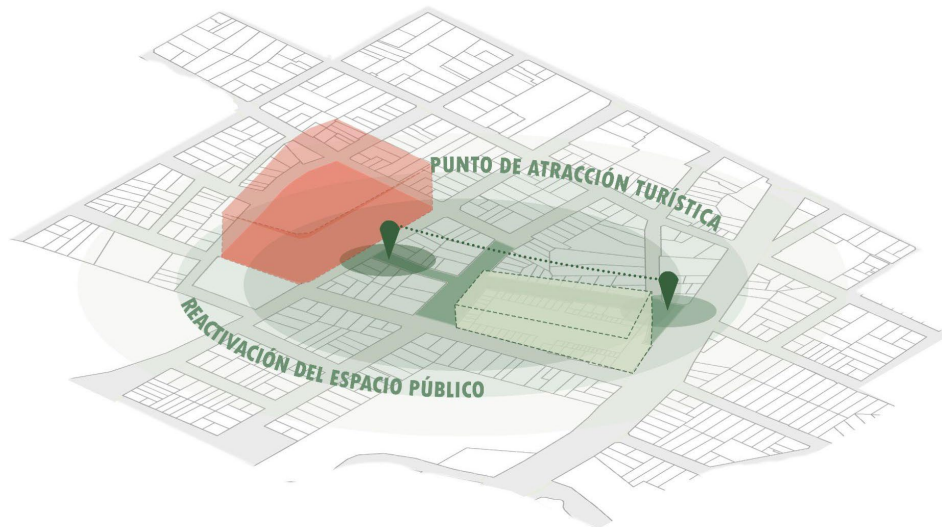 PUNTO DE ATRACCIÓN TURÍSTICA
REACTIVACIÓN DEL ESPACIO PÚBLICO